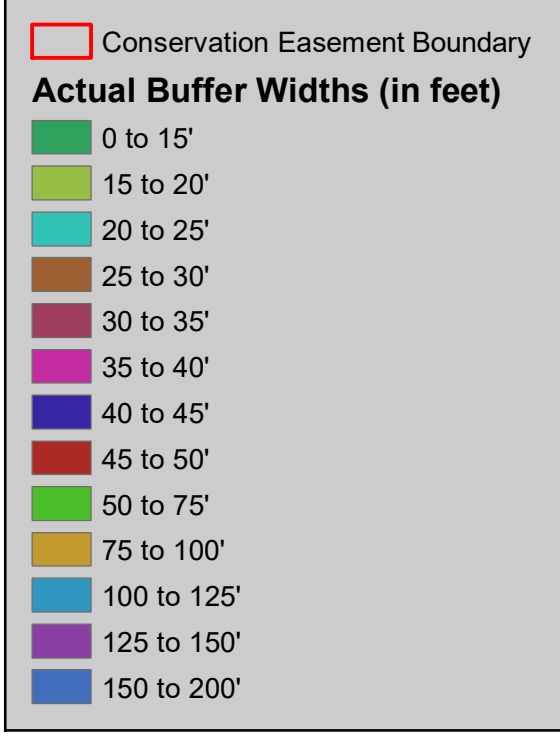 Conservation Easement Boundary
Actual Buffer Widths (in feet)
0 to 15'
15 to 20'
20 to 25'
25 to 30'
30 to 35'
35 to 40'
40 to 45'
45 to 50'
50 to 75'
75 to 100'
100 to 125'
125 to 150'
150 to 200'